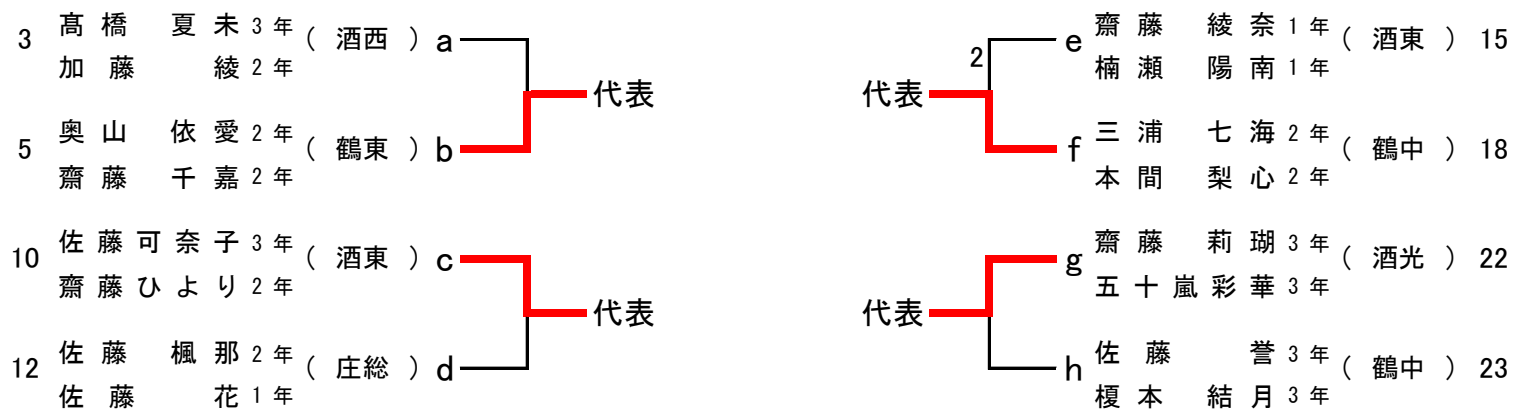 3 髙橋 夏未 3年 (酒西) a
加藤 綾 2年
代表
5 奥山 依愛 2年 (鶴東) b
齋藤 千嘉 2年
10 佐藤可奈子 3年 (酒東) c
齋藤ひより 2年
代表
12 佐藤 楓那 2年 (庄総) d
佐藤 花 1年
e 齋藤 綾奈 1年 (酒東) 15
楠瀬 陽南 1年
2
代表
f 三浦 七海 2年 (鶴中) 18
本間 梨心 2年
g 齋藤 莉瑚 3年 (酒光) 22
五十嵐彩華 3年
代表
h 佐藤 誉 3年 (鶴中) 23
榎本 結月 3年